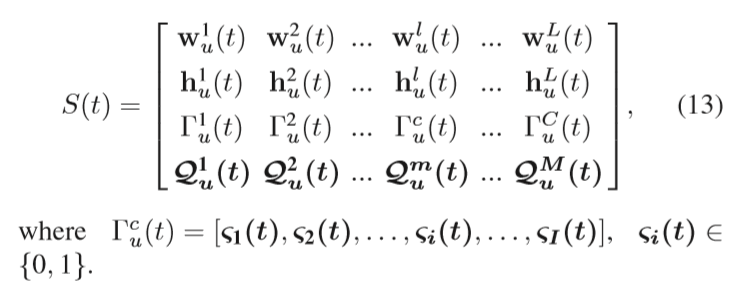 w_u^1(t) w_u^2(t) ... w_u^l(t) ... w_u^L(t)
h_u^1(t) h_u^2(t) ... h_u^l(t) ... h_u^L(t)
S(t) = , (13)
Γ_u^1(t) Γ_u^2(t) ... Γ_u^c(t) ... Γ_u^C(t)
Q_u^1(t) Q_u^2(t) ... Q_u^m(t) ... Q_u^M(t)
where Γ_u^c(t) = [ς_1(t), ς_2(t), . . . , ς_i(t), . . . , ς_I(t)], ς_i(t) ∈
{0, 1}.